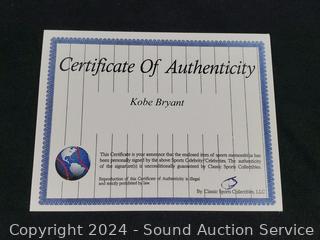 Certificate Of Authenticity
Kobe Bryant
This Certificate is your assurance that the enclosed item of sports memorabilia has
been personally signed by the above Sports Celebrity/Celebrities. The authenticity
of the signature(s) is unconditionally guaranteed by Classic Sports Collectibles.
Reproduction of this Certificate of Authenticity is illegal
and strictly prohibited by law
By: Classic Sports Collectibles, LLC
Copyright 2024 - Sound Auction Service